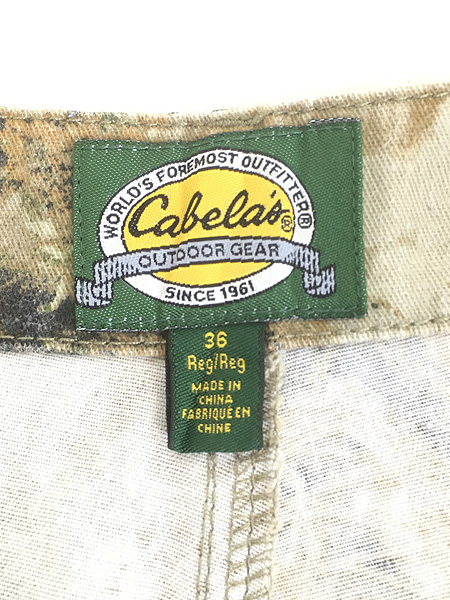 WORLD'S FOREMOST OUTFITTER®
Cabela's®
OUTDOOR GEAR
SINCE 1961
36
Reg/Reg
MADE IN
CHINA
FABRIQUÉ EN
CHINE